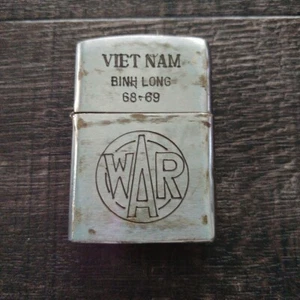 VIET NAM
BINH LONG
68-69
WAR